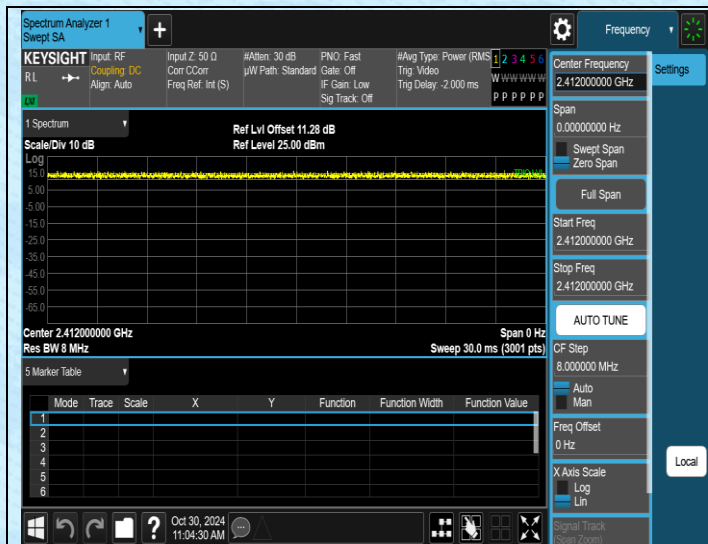 Spectrum Analyzer 1
Swept SA
Frequency
KEYSIGHT
Input: RF
Input Z: 50 Ω
#Atten: 30 dB
PNO: Fast
#Avg Type: Power (RMS
1 2 3 4 5 6
RL
Coupling: DC
Corr CCorr
µW Path: Standard
Gate: Off
Trig: Video
Align: Auto
Freq Ref: Int (S)
IF Gain: Low
Trig Delay: -2.000 ms
W W W W W W
Sig Track: Off
P P P P P P
LXI
1 Spectrum
Ref Lvl Offset 11.28 dB
Scale/Div 10 dB
Ref Level 25.00 dBm
Log
15.0
5.00
-5.00
-15.0
-25.0
-35.0
-45.0
-55.0
-65.0
Center 2.412000000 GHz
Span 0 Hz
Res BW 8 MHz
Sweep 30.0 ms (3001 pts)
5 Marker Table
Mode Trace Scale X Y Function Function Width Function Value
1
2
3
4
5
6
Oct 30, 2024
11:04:30 AM
Center Frequency
2.412000000 GHz
Settings
Span
0.00000000 Hz
Swept Span
Zero Span
Full Span
Start Freq
2.412000000 GHz
Stop Freq
2.412000000 GHz
AUTO TUNE
CF Step
8.000000 MHz
Auto
Man
Freq Offset
0 Hz
X Axis Scale
Log
Lin
Signal Track
(Span Zoom)
Local